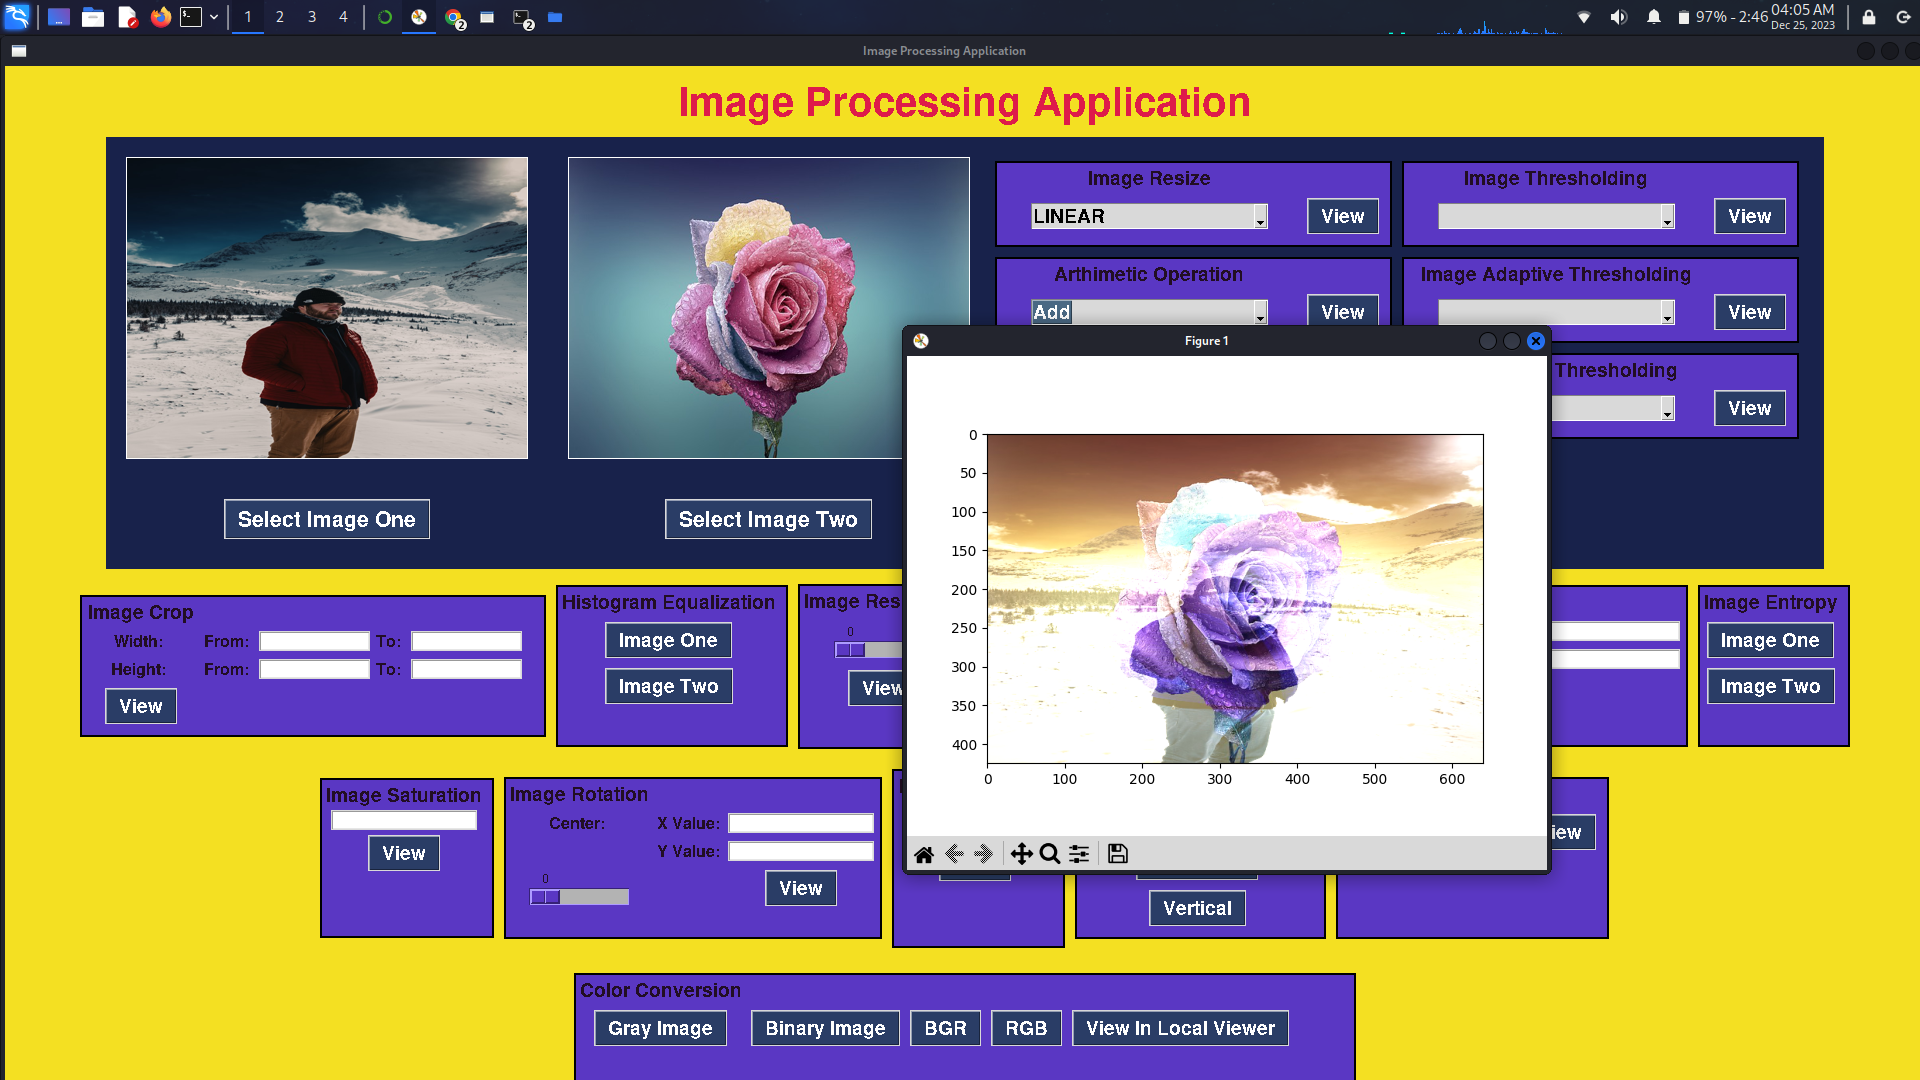 1 2 3 4 2 2 97% - 2:46 04:05 AM
Dec 25, 2023
Image Processing Application
Image Processing Application
Image Resize
LINEAR View
Image Thresholding
View
Arthimetic Operation
Add View
Image Adaptive Thresholding
View
Thresholding
View
Select Image One
Select Image Two
Figure 1
0
50
100
150
200
250
300
350
400
0 100 200 300 400 500 600
Image Crop
Width: From: To:
Height: From: To:
View
Histogram Equalization
Image One
Image Two
Image Res
0
View
Image Entropy
Image One
Image Two
Image Saturation
View
Image Rotation
Center: X Value:
Y Value:
0
View
Vertical
iew
Color Conversion
Gray Image Binary Image BGR RGB View In Local Viewer